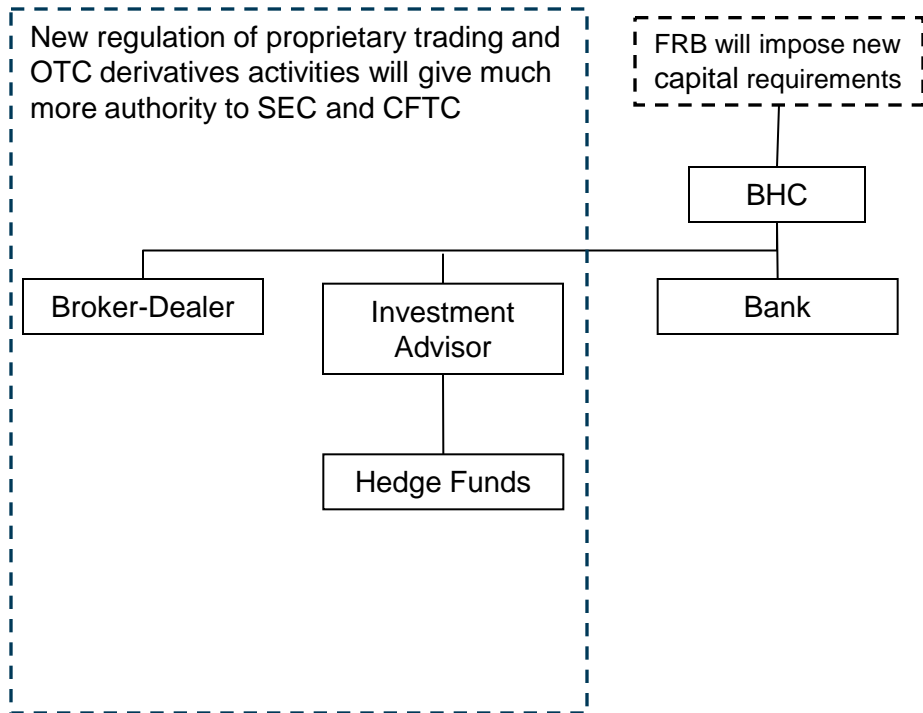 New regulation of proprietary trading and
OTC derivatives activities will give much
more authority to SEC and CFTC
FRB will impose new
capital requirements
BHC
Broker-Dealer
Investment
Advisor
Bank
Hedge Funds